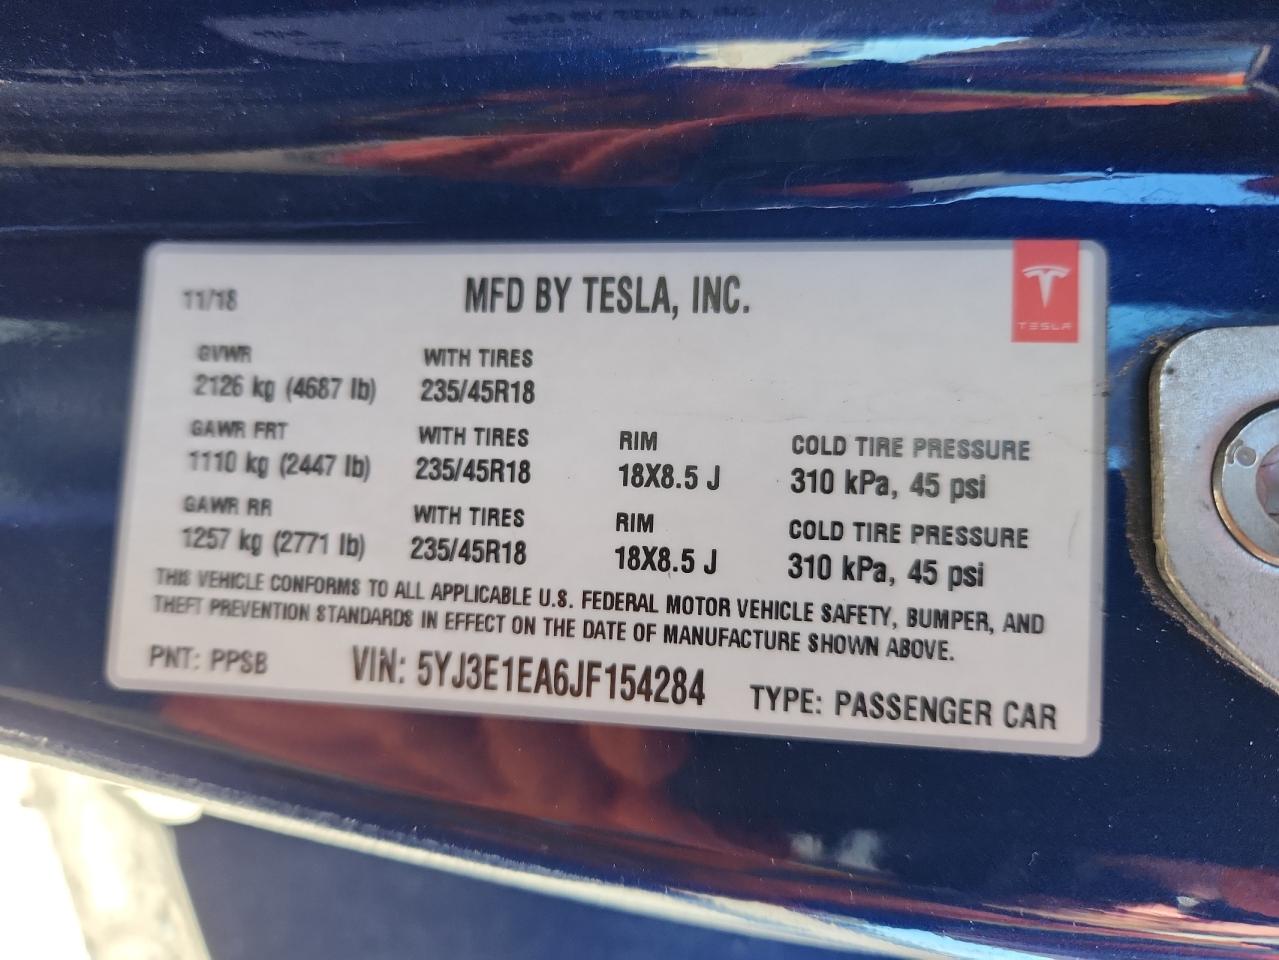 11/18 MFD BY TESLA, INC.
TESLA
GVWR WITH TIRES
2126 kg (4687 lb) 235/45R18
GAWR FRT WITH TIRES RIM COLD TIRE PRESSURE
1110 kg (2447 lb) 235/45R18 18X8.5 J 310 kPa, 45 psi
GAWR RR WITH TIRES RIM COLD TIRE PRESSURE
1257 kg (2771 lb) 235/45R18 18X8.5 J 310 kPa, 45 psi
THIS VEHICLE CONFORMS TO ALL APPLICABLE U.S. FEDERAL MOTOR VEHICLE SAFETY, BUMPER, AND
THEFT PREVENTION STANDARDS IN EFFECT ON THE DATE OF MANUFACTURE SHOWN ABOVE.
PNT: PPSB VIN: 5YJ3E1EA6JF154284 TYPE: PASSENGER CAR